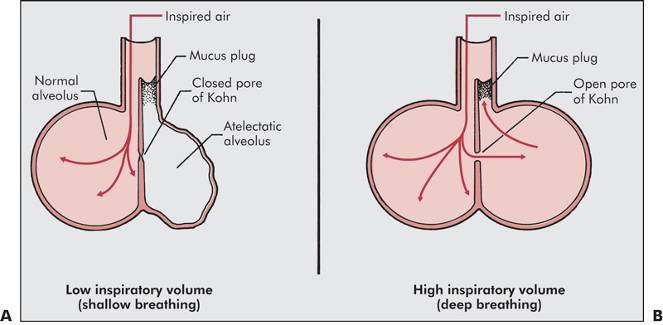 Inspired air
Mucus plug
Normal
alveolus
Closed pore
of Kohn
Atelectatic
alveolus
Low inspiratory volume
(shallow breathing)
A
Inspired air
Mucus plug
Open pore
of Kohn
High inspiratory volume
(deep breathing)
B